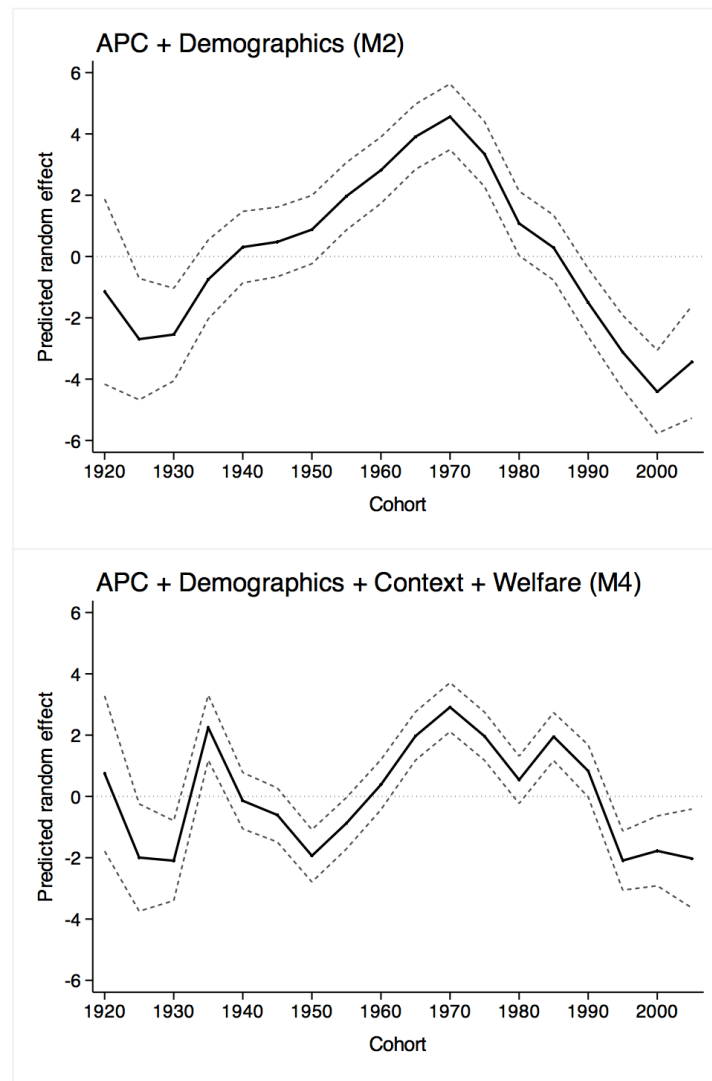 APC + Demographics (M2)
6
4
2
0
-2
-4
-6
Predicted random effect
1920 1930 1940 1950 1960 1970 1980 1990 2000
Cohort
APC + Demographics + Context + Welfare (M4)
6
4
2
0
-2
-4
-6
Predicted random effect
1920 1930 1940 1950 1960 1970 1980 1990 2000
Cohort